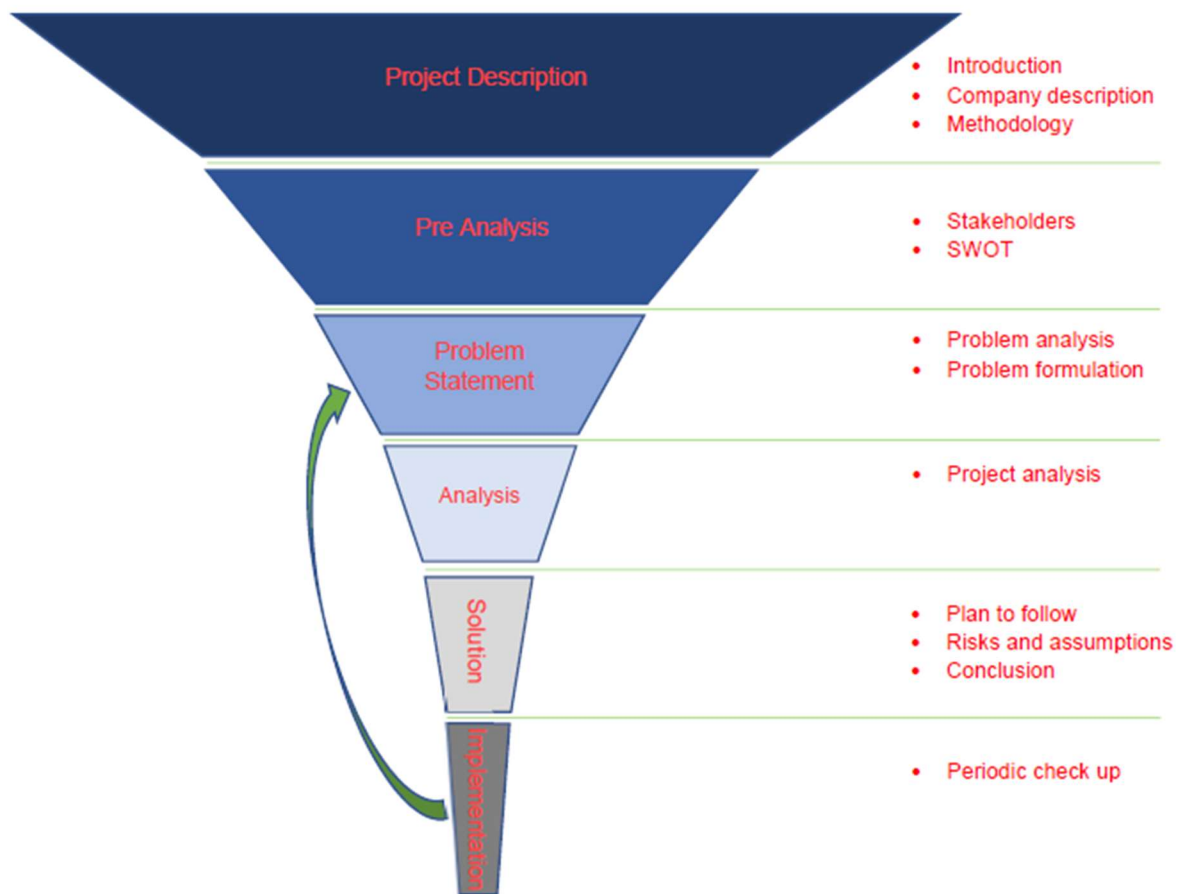 Project Description
• Introduction
• Company description
• Methodology
Pre Analysis
• Stakeholders
• SWOT
Problem
Statement
• Problem analysis
• Problem formulation
Analysis
• Project analysis
Solution
• Plan to follow
• Risks and assumptions
• Conclusion
Implementation
• Periodic check up